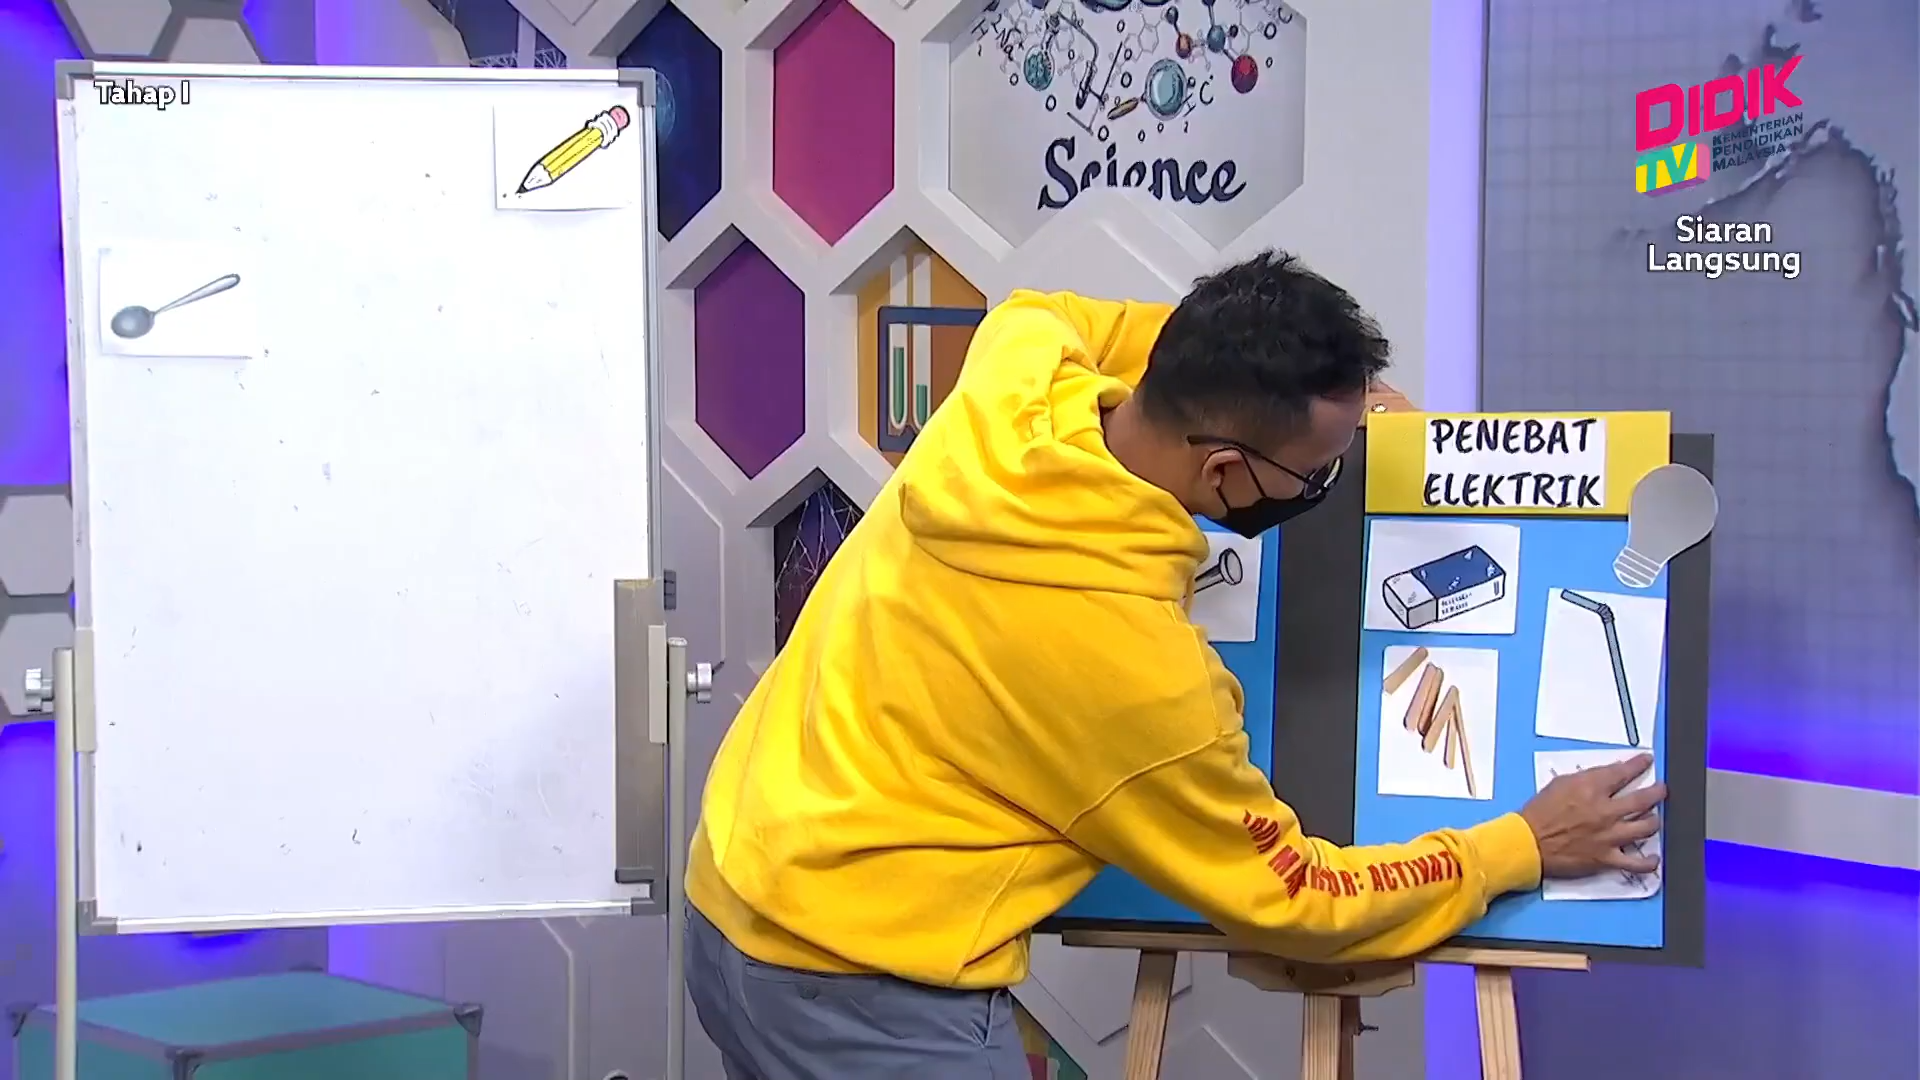 Tahap I
Science
DIDIK
TV
KEMENTERIAN
PENDIDIKAN
MALAYSIA
Siaran
Langsung
PENEBAT
ELEKTRIK